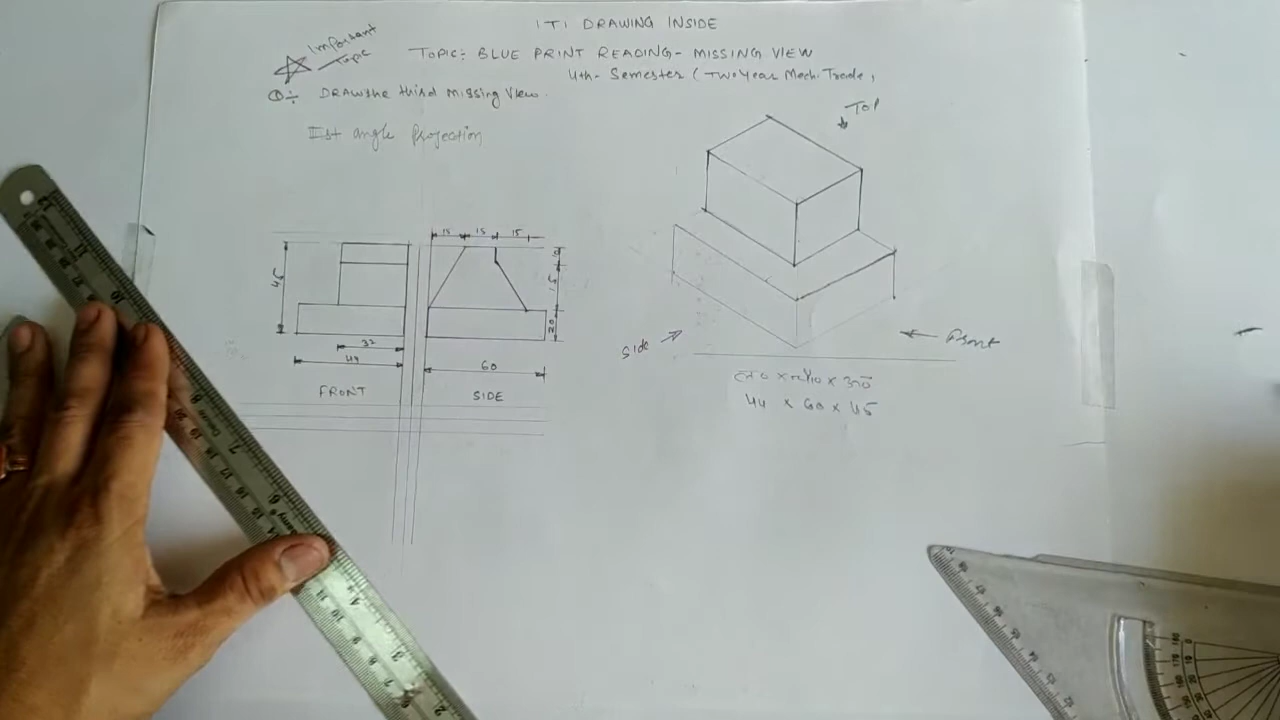 ITI DRAWING INSIDE
Important
Topic
TOPIC:- BLUE PRINT READING- MISSING VIEW
4th- Semester (Two Year Mech. Trade,
DRAW the third Missing View.
Ist angle Projection
TOP
15 15 15
45
15
20
32
44
60
FRONT
SIDE
Side
Front
44 x 60 x 45